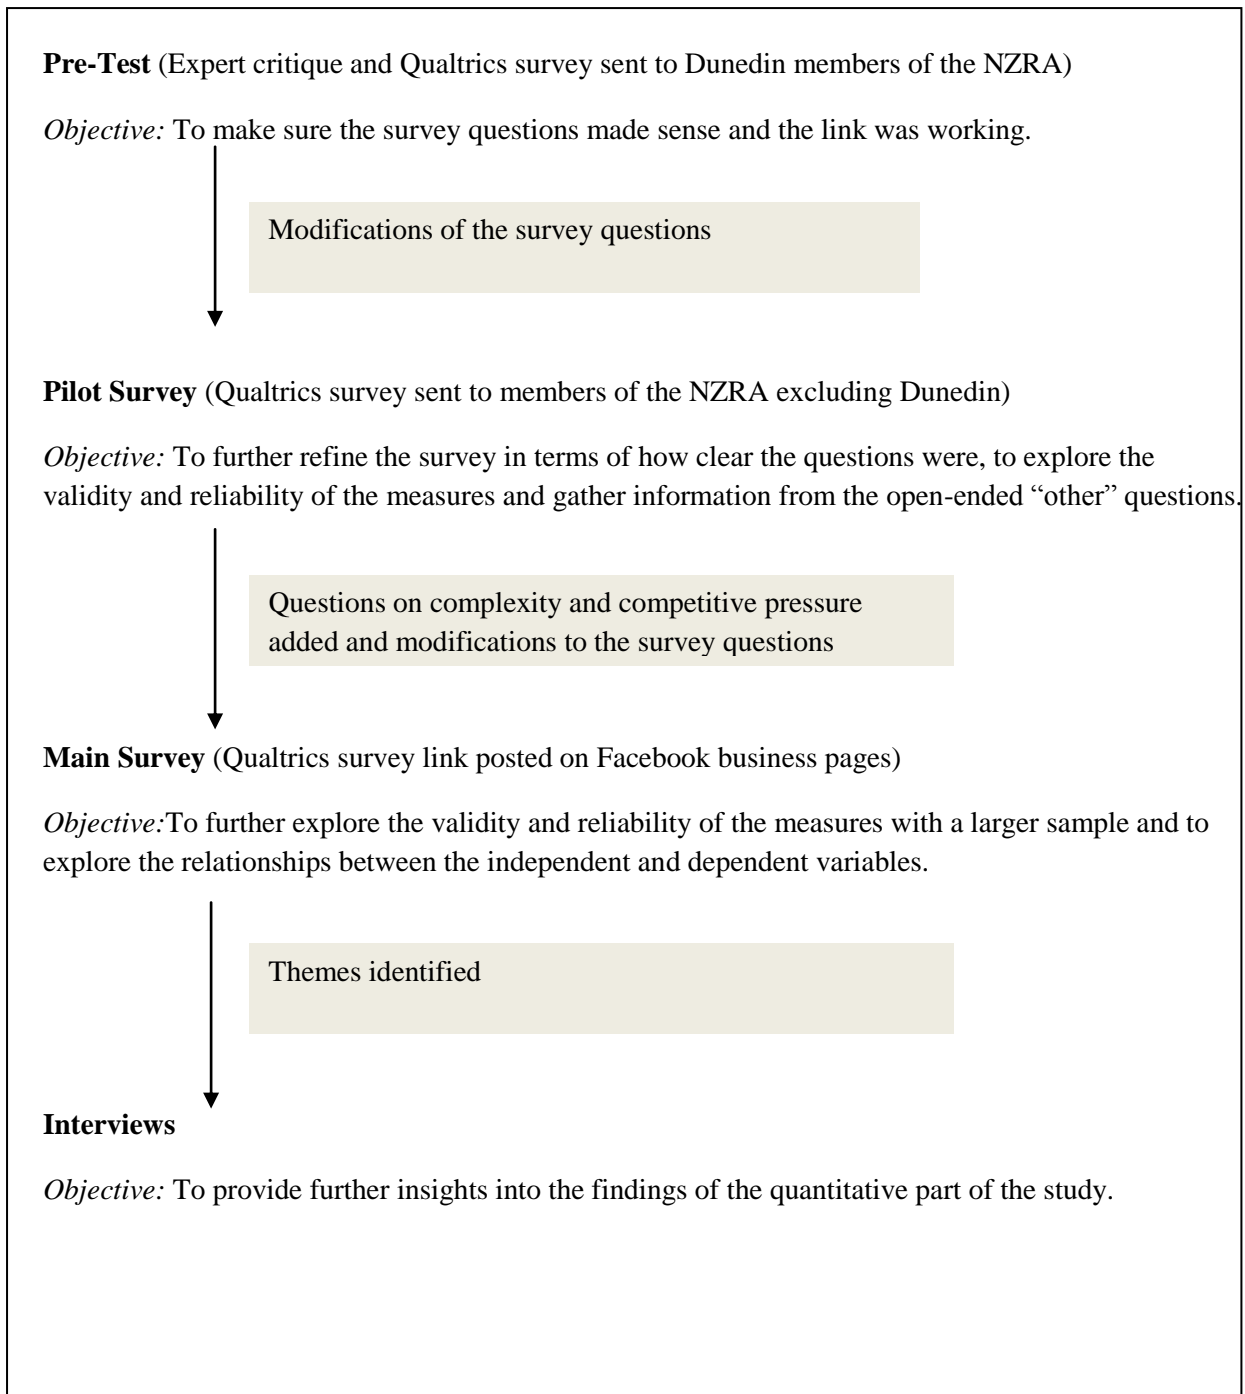 Pre-Test (Expert critique and Qualtrics survey sent to Dunedin members of the NZRA)
Objective: To make sure the survey questions made sense and the link was working.
Modifications of the survey questions
Pilot Survey (Qualtrics survey sent to members of the NZRA excluding Dunedin)
Objective: To further refine the survey in terms of how clear the questions were, to explore the
validity and reliability of the measures and gather information from the open-ended “other” questions.
Questions on complexity and competitive pressure
added and modifications to the survey questions
Main Survey (Qualtrics survey link posted on Facebook business pages)
Objective:To further explore the validity and reliability of the measures with a larger sample and to
explore the relationships between the independent and dependent variables.
Themes identified
Interviews
Objective: To provide further insights into the findings of the quantitative part of the study.